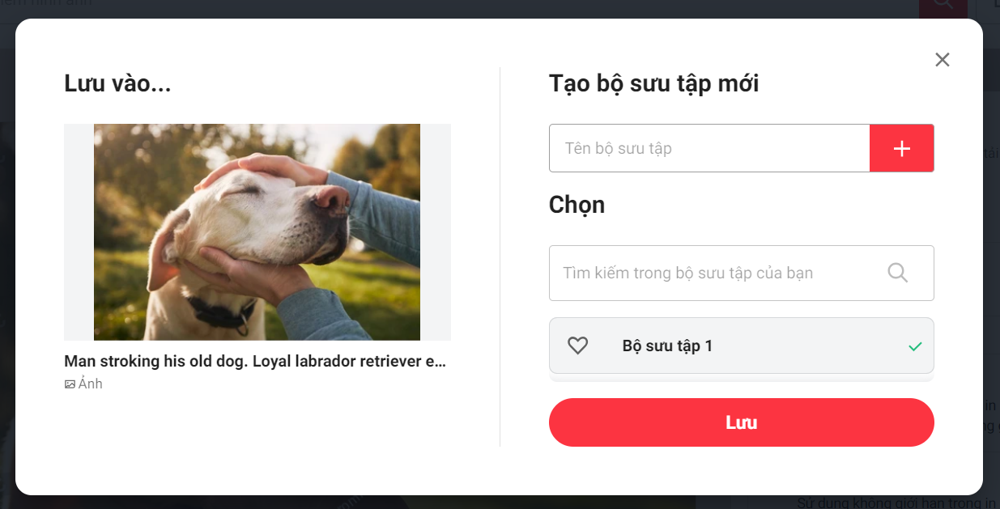 Lưu vào...
Man stroking his old dog. Loyal labrador retriever e...
Ảnh
Tạo bộ sưu tập mới
Tên bộ sưu tập
Chọn
Tìm kiếm trong bộ sưu tập của bạn
Bộ sưu tập 1
Lưu
Sử dụng không giới hạn trong in